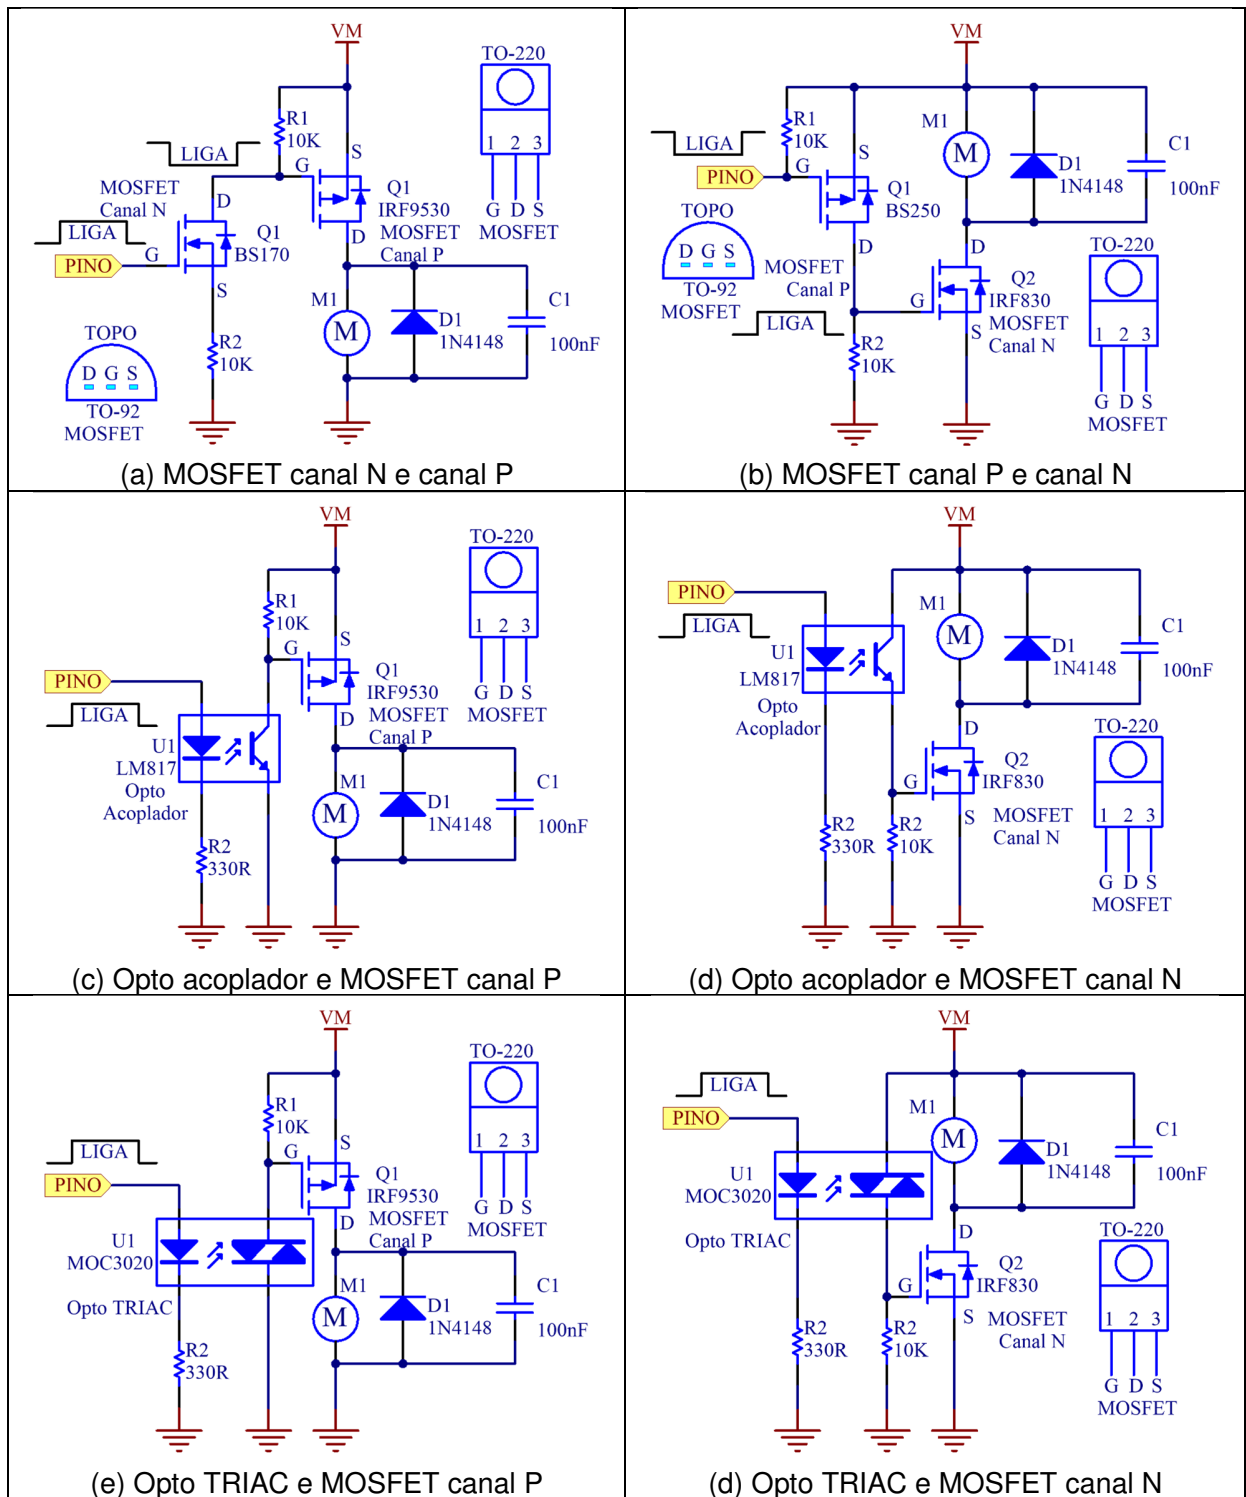 VM
TO-220
R1
10K
LIGA
1 2 3
G
S
MOSFET
Canal N
D
Q1
IRF9530
MOSFET
Canal P
G D S
MOSFET
LIGA
Q1
BS170
PINO
G
D
S
M1
M
D1
1N4148
C1
100nF
R2
10K
TOPO
D G S
TO-92
MOSFET
(a) MOSFET canal N e canal P
VM
R1
10K
M1
M
C1
100nF
LIGA
PINO
G
S
D1
1N4148
Q1
BS250
TOPO
D G S
TO-92
MOSFET
D
MOSFET
Canal P
D
TO-220
Q2
IRF830
MOSFET
Canal N
G
S
1 2 3
LIGA
R2
10K
G D S
MOSFET
(b) MOSFET canal P e canal N
VM
TO-220
R1
10K
1 2 3
S
G
Q1
IRF9530
MOSFET
Canal P
G D S
MOSFET
PINO
LIGA
D
U1
LM817
Opto
Acoplador
M1
M
D1
1N4148
C1
100nF
R2
330R
(c) Opto acoplador e MOSFET canal P
VM
PINO
LIGA
M1
M
C1
100nF
U1
LM817
Opto
Acoplador
D1
1N4148
D
TO-220
Q2
IRF830
G
S
MOSFET
Canal N
1 2 3
R2
330R
R2
10K
G D S
MOSFET
(d) Opto acoplador e MOSFET canal N
VM
TO-220
R1
10K
1 2 3
LIGA
S
G
PINO
Q1
IRF9530
MOSFET
Canal P
G D S
MOSFET
D
U1
MOC3020
Opto TRIAC
M1
M
D1
1N4148
C1
100nF
R2
330R
(e) Opto TRIAC e MOSFET canal P
VM
LIGA
PINO
M1
M
C1
100nF
D1
1N4148
U1
MOC3020
Opto TRIAC
D
TO-220
Q2
IRF830
G
S
MOSFET
Canal N
1 2 3
R2
330R
R2
10K
G D S
MOSFET
(d) Opto TRIAC e MOSFET canal N